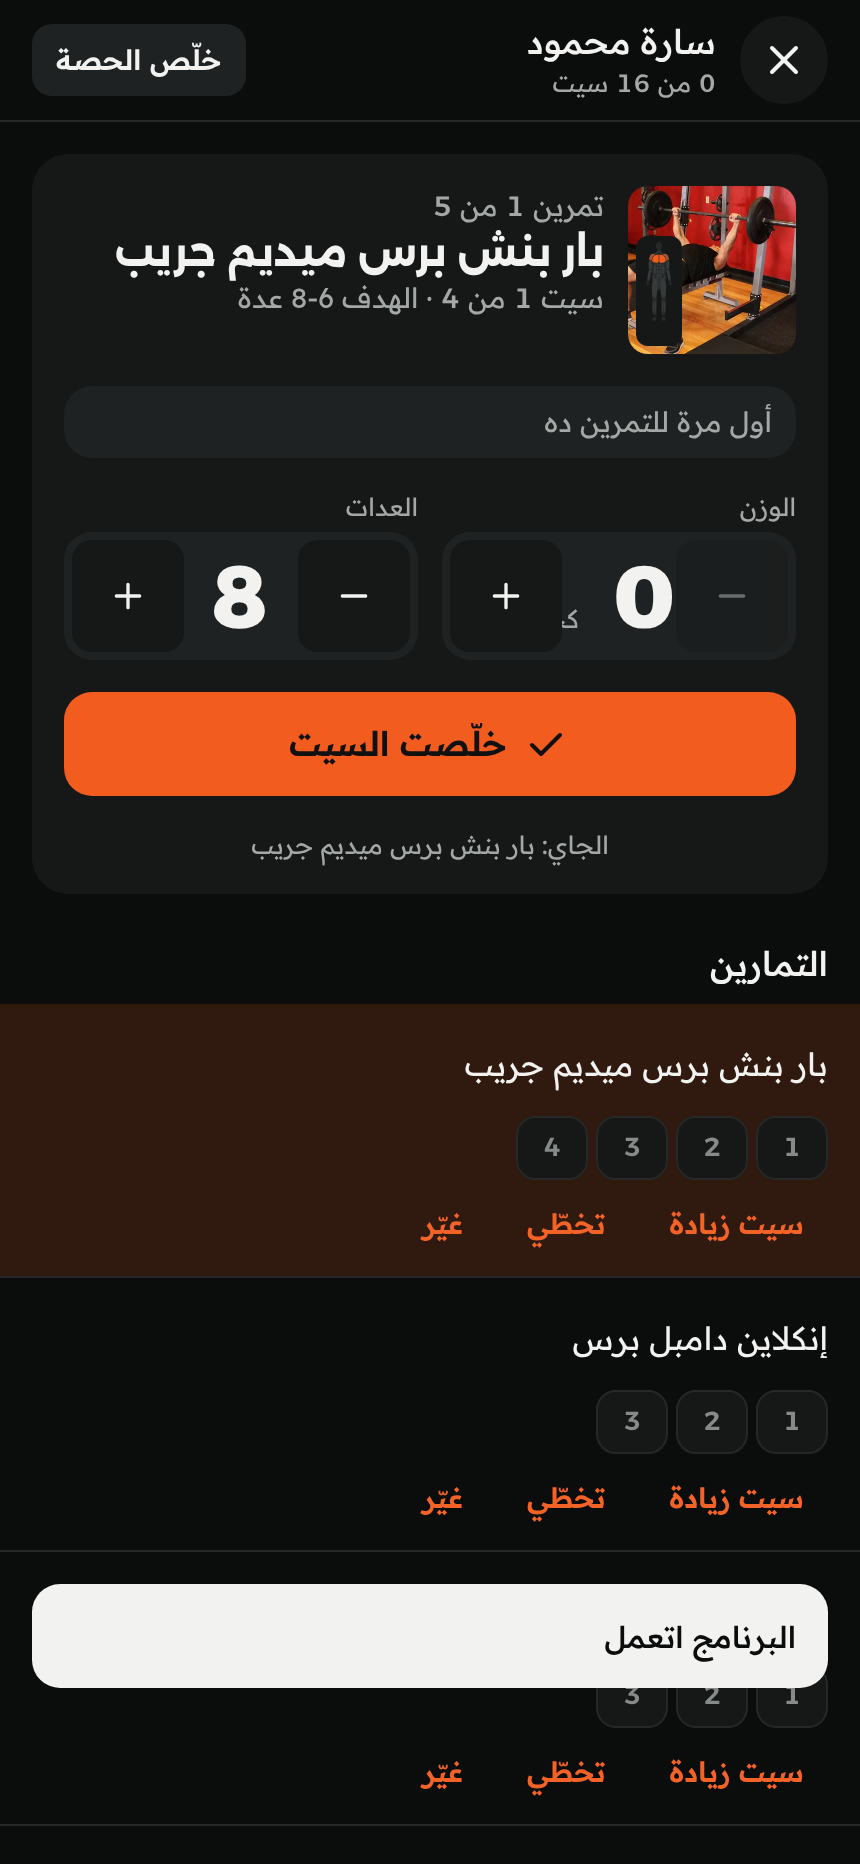 سارة محمود
0 من 16 سيت
خلّص الحصة
تمرين 1 من 5
بار بنش برس ميديم جريب
سيت 1 من 4 · الهدف 6-8 عدة
أول مرة للتمرين ده
الوزن
العدات
− 0 +
− 8 +
خلّصت السيت
الجاي: بار بنش برس ميديم جريب
التمارين
بار بنش برس ميديم جريب
1 2 3 4
سيت زيادة تخطّي غيّر
إنكلاين دامبل برس
1 2 3
سيت زيادة تخطّي غيّر
البرنامج اتعمل
1 2 3
سيت زيادة تخطّي غيّر